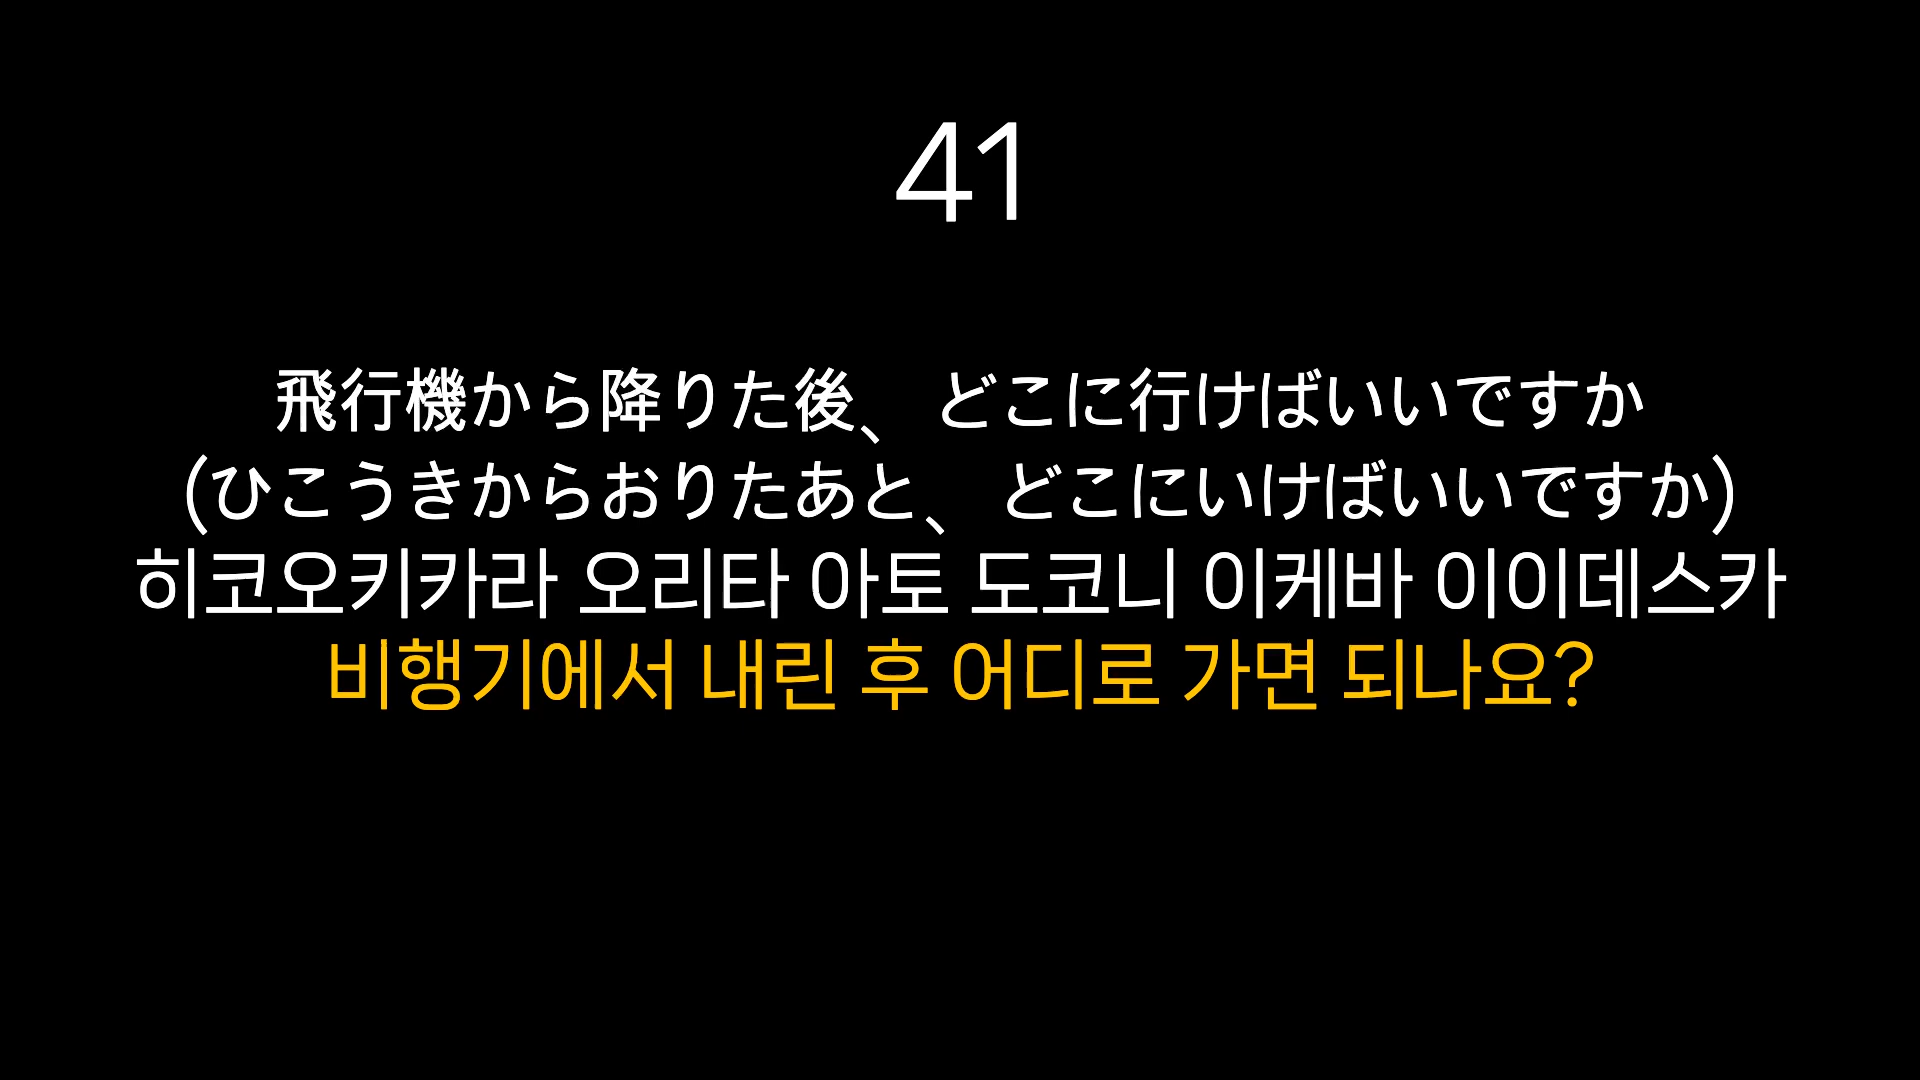 41
飛行機から降りた後、どこに行けばいいですか
(ひこうきからおりたあと、どこにいけばいいですか)
히코오키카라 오리타 아토 도코니 이케바 이이데스카
비행기에서 내린 후 어디로 가면 되나요?